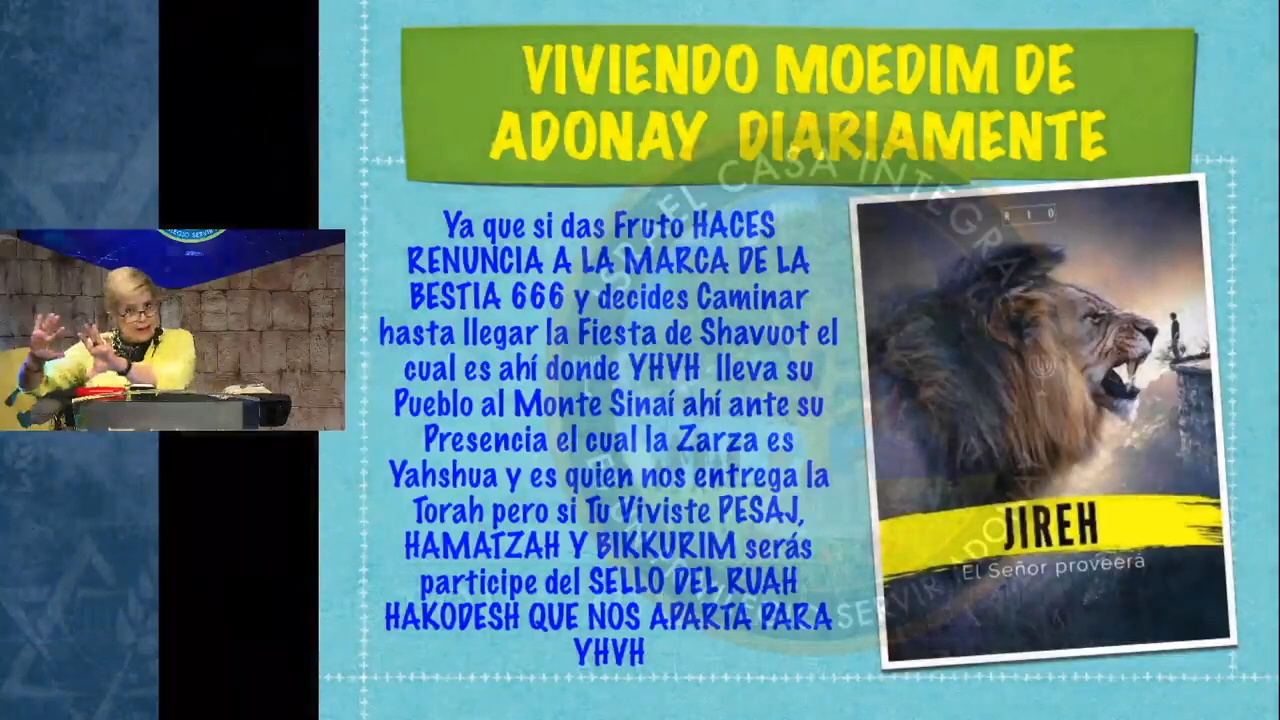 VIVIENDO MOEDIM DE
ADONAY DIARIAMENTE
Ya que si das Fruto HACES
RENUNCIA A LA MARCA DE LA
BESTIA 666 y decides Caminar
hasta llegar la Fiesta de Shavuot el
cual es ahí donde YHVH lleva su
Pueblo al Monte Sinaí ahí ante su
Presencia el cual la Zarza es
Yahshua y es quien nos entrega la
Torah pero si Tu Viviste PESAJ,
HAMATZAH Y BIKKURIM serás
participe del SELLO DEL RUAH
HAKODESH QUE NOS APARTA PARA
YHVH
RIO
JIREH
El Señor proveerá
CASA INTEGRA
SERVIR